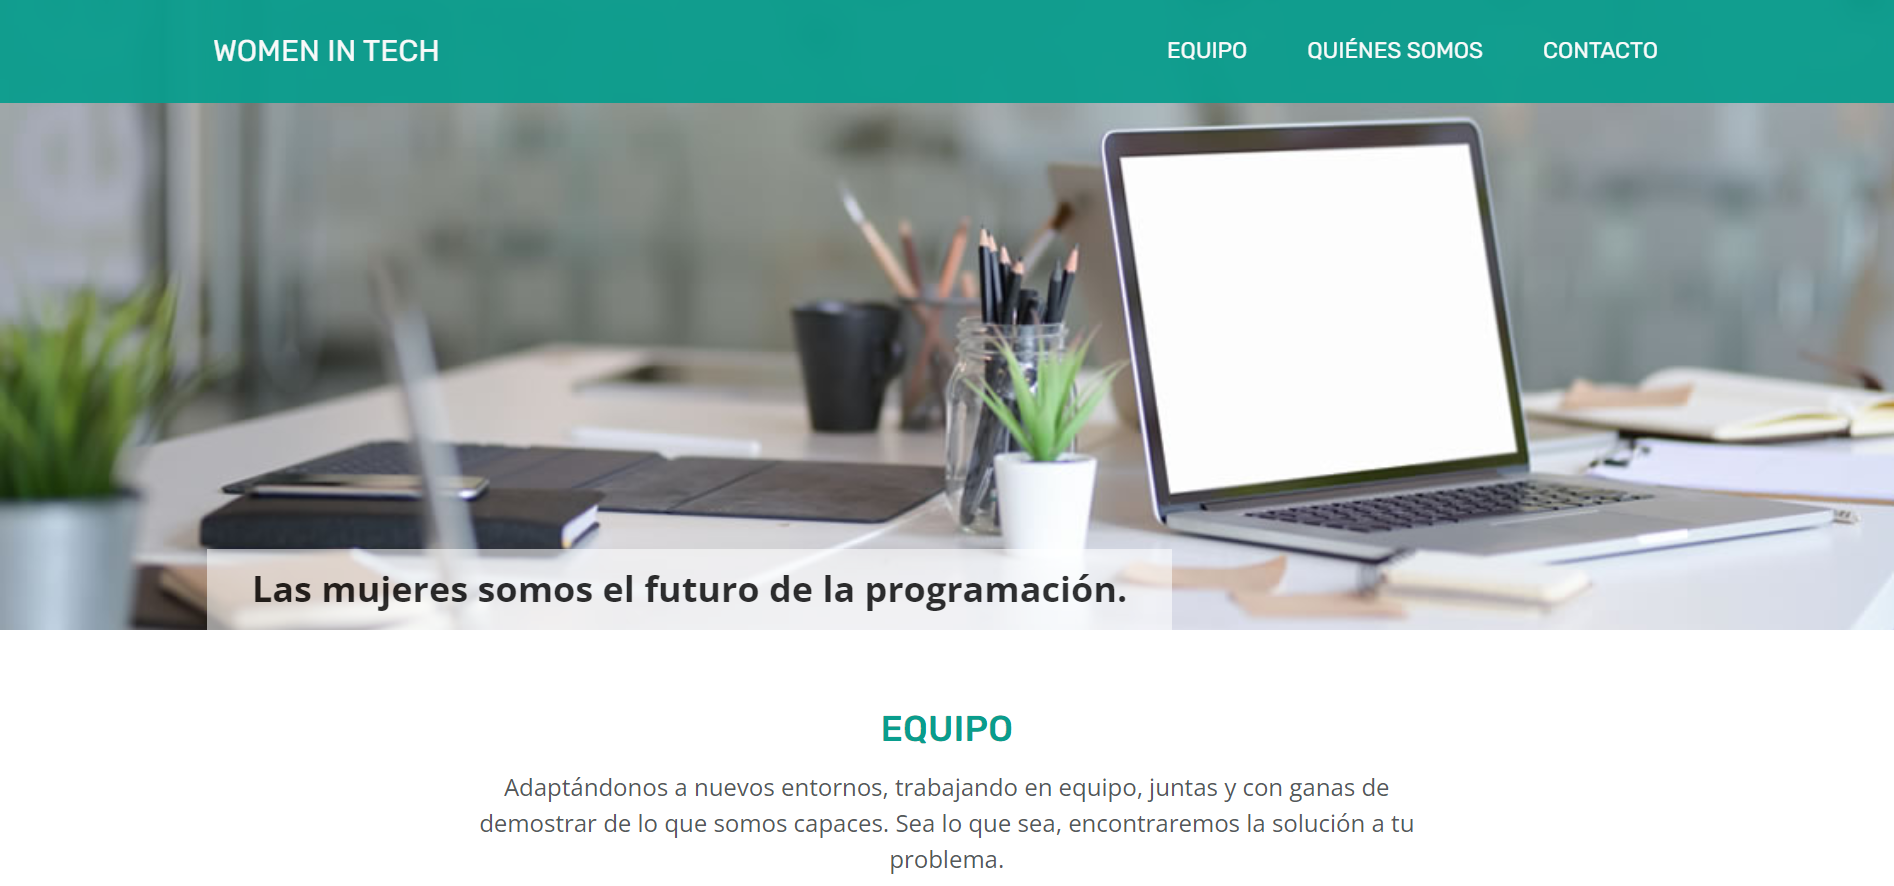 WOMEN IN TECH
EQUIPO
QUIÉNES SOMOS
CONTACTO
Las mujeres somos el futuro de la programación.
EQUIPO
Adaptándonos a nuevos entornos, trabajando en equipo, juntas y con ganas de
demostrar de lo que somos capaces. Sea lo que sea, encontraremos la solución a tu
problema.